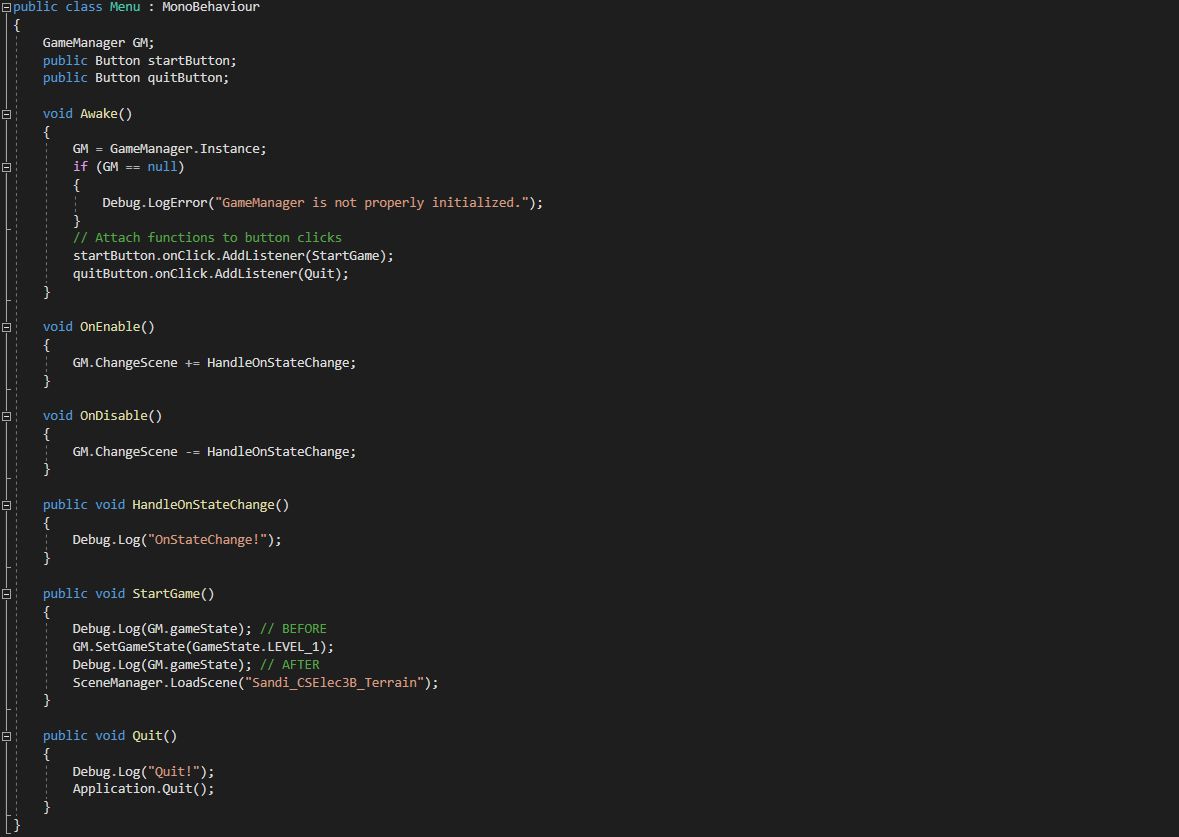 public class Menu : MonoBehaviour
{
    GameManager GM;
    public Button startButton;
    public Button quitButton;

    void Awake()
    {
        GM = GameManager.Instance;
        if (GM == null)
        {
            Debug.LogError("GameManager is not properly initialized.");
        }
        // Attach functions to button clicks
        startButton.onClick.AddListener(StartGame);
        quitButton.onClick.AddListener(Quit);
    }

    void OnEnable()
    {
        GM.ChangeScene += HandleOnStateChange;
    }

    void OnDisable()
    {
        GM.ChangeScene -= HandleOnStateChange;
    }

    public void HandleOnStateChange()
    {
        Debug.Log("OnStateChange!");
    }

    public void StartGame()
    {
        Debug.Log(GM.gameState); // BEFORE
        GM.SetGameState(GameState.LEVEL_1);
        Debug.Log(GM.gameState); // AFTER
        SceneManager.LoadScene("Sandi_CSElec3B_Terrain");
    }

    public void Quit()
    {
        Debug.Log("Quit!");
        Application.Quit();
    }
}